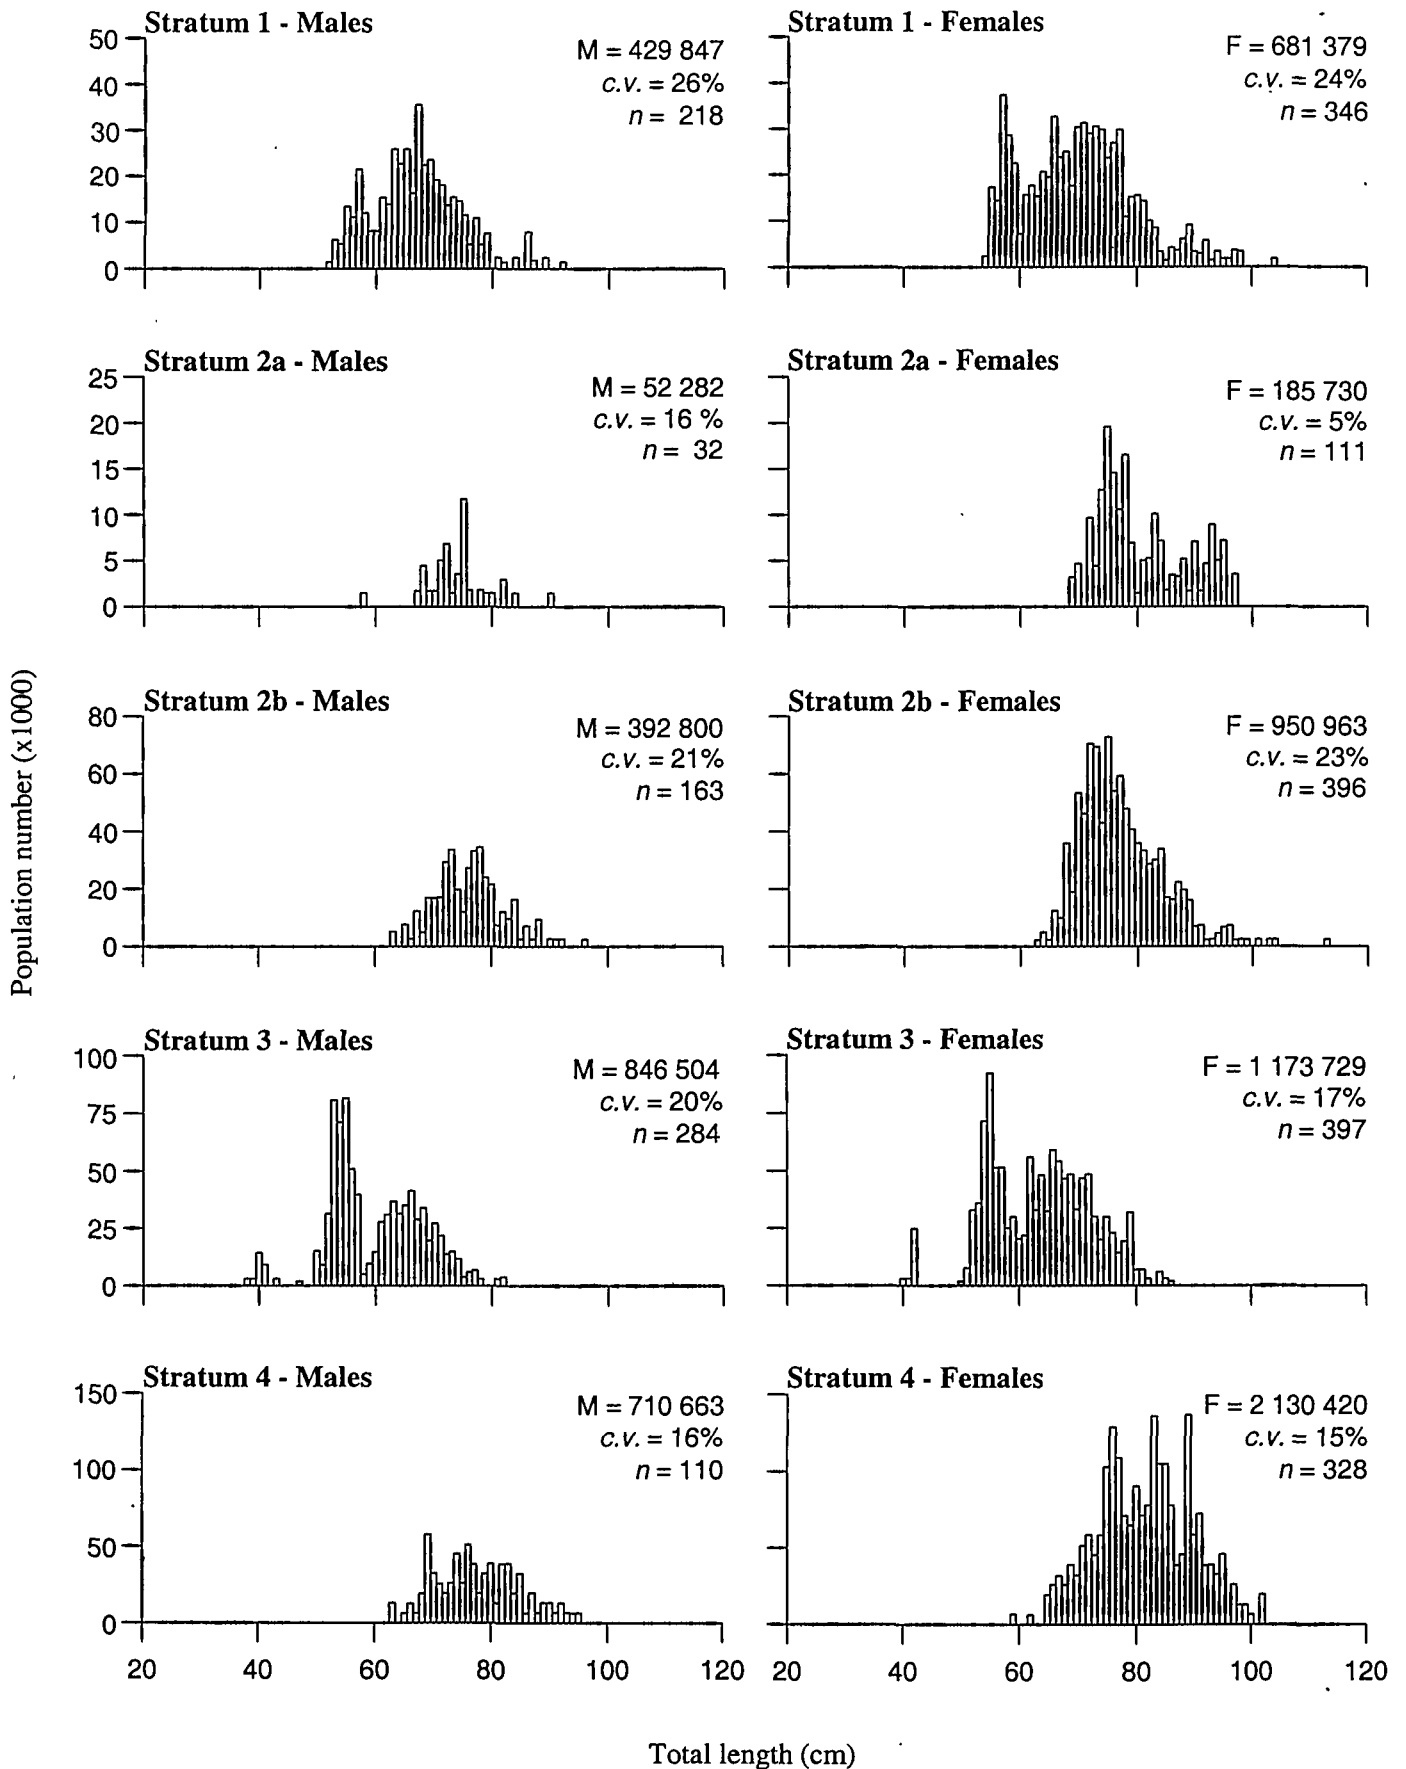 Stratum 1 - Males
M = 429 847
c.v. = 26%
n = 218
50
40
30
20
10
0
Stratum 1 - Females
F = 681 379
c.v. = 24%
n = 346
Stratum 2a - Males
M = 52 282
c.v. = 16 %
n = 32
25
20
15
10
5
0
Stratum 2a - Females
F = 185 730
c.v. = 5%
n = 111
Stratum 2b - Males
M = 392 800
c.v. = 21%
n = 163
80
60
40
20
0
Stratum 2b - Females
F = 950 963
c.v. = 23%
n = 396
Population number (x1000)
Stratum 3 - Males
M = 846 504
c.v. = 20%
n = 284
100
75
50
25
0
Stratum 3 - Females
F = 1 173 729
c.v. = 17%
n = 397
Stratum 4 - Males
M = 710 663
c.v. = 16%
n = 110
150
100
50
0
20 40 60 80 100 120
Stratum 4 - Females
F = 2 130 420
c.v. = 15%
n = 328
20 40 60 80 100 120
Total length (cm)